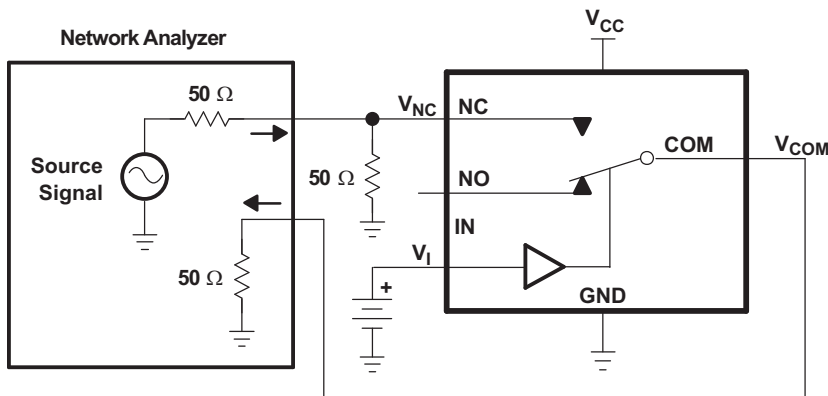 Network Analyzer
V_CC
50 Ω
V_NC NC
Source
Signal
COM
V_COM
50 Ω
NO
IN
50 Ω
V_I
+
GND